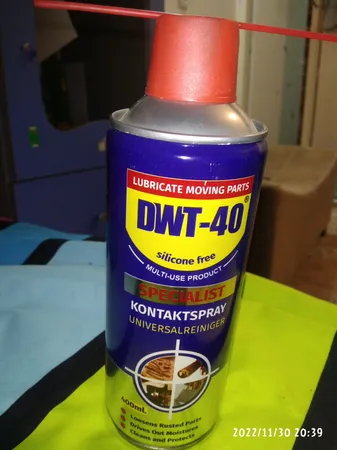 LUBRICATE MOVING PARTS
DWT-40®
silicone free
MULTI-USE PRODUCT
SPECIALIST
KONTAKTSPRAY
UNIVERSALREINIGER
400mL
Loosens Rusted Parts
Drives Out Moistures
Cleans and Protects
2022/11/30 20:39